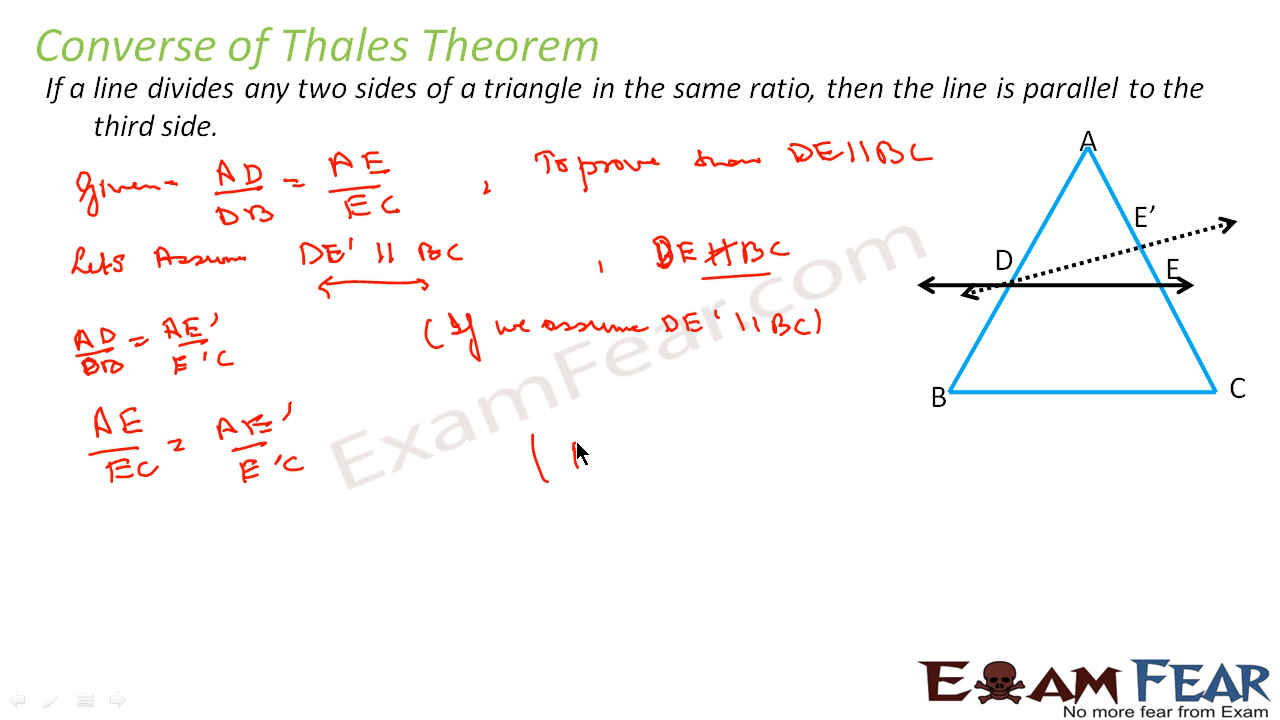 Converse of Thales Theorem
If a line divides any two sides of a triangle in the same ratio, then the line is parallel to the
third side.
Given - AD/DB = AE/EC , To prove DE || BC
Lets Assume DE' || BC , DE ∦ BC
AD/DB = AE'/E'C (If we assume DE' || BC)
AE/EC = AE'/E'C (
A
E'
D
E
B
C
ExamFear.com
EXAM FEAR
No more fear from Exam